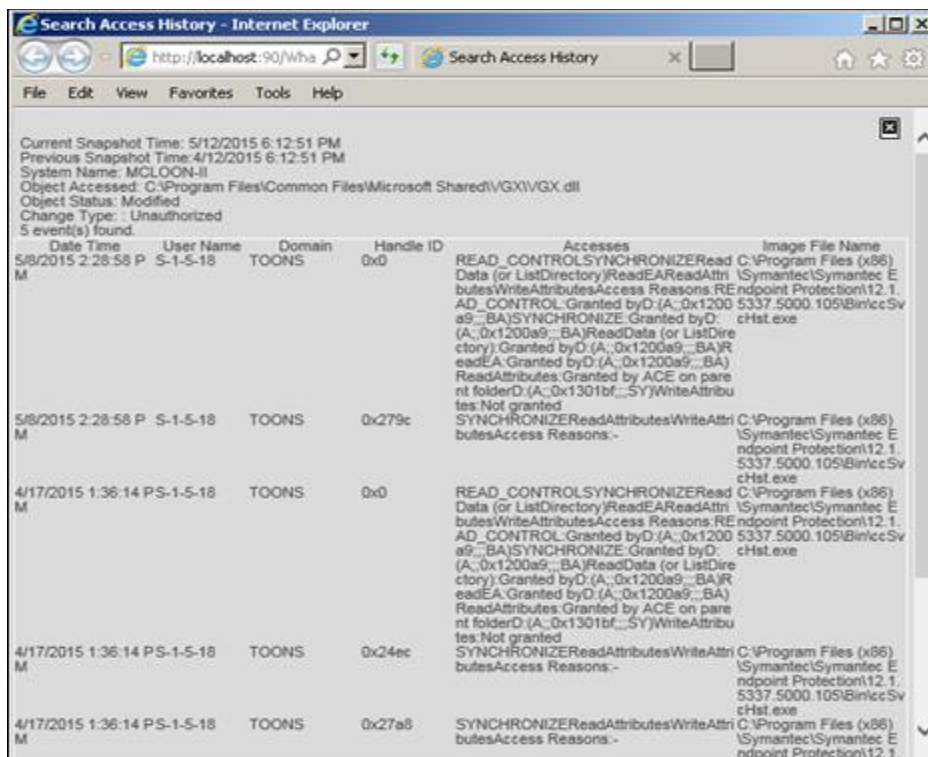 Search Access History - Internet Explorer
http://localhost:90/Wha
Search Access History
File Edit View Favorites Tools Help
Current Snapshot Time: 5/12/2015 6:12:51 PM
Previous Snapshot Time:4/12/2015 6:12:51 PM
System Name: MCLOON-II
Object Accessed: C:\Program Files\Common Files\Microsoft Shared\VGX\VGX.dll
Object Status: Modified
Change Type: : Unauthorized
5 event(s) found.
Date Time User Name Domain Handle ID Accesses Image File Name
5/8/2015 2:28:58 P S-1-5-18 TOONS 0x0 READ_CONTROLSYNCHRONIZERead C:\Program Files (x86)
M Data (or ListDirectory)ReadEAReadAttri \Symantec\Symantec E
butesWriteAttributesAccess Reasons:RE ndpoint Protection\12.1.
AD_CONTROL:Granted byD:(A;;0x1200 5337.5000.105\Bin\ccSv
a9;;;BA)SYNCHRONIZE:Granted byD: cHst.exe
(A;;0x1200a9;;;BA)ReadData (or ListDire
ctory):Granted byD:(A;;0x1200a9;;;BA)R
eadEA:Granted byD:(A;;0x1200a9;;;BA)
ReadAttributes:Granted by ACE on pare
nt folderD:(A;;0x1301bf;;;SY)WriteAttribu
tes:Not granted
5/8/2015 2:28:58 P S-1-5-18 TOONS 0x279c SYNCHRONIZEReadAttributesWriteAttri C:\Program Files (x86)
M butesAccess Reasons:- \Symantec\Symantec E
ndpoint Protection\12.1.
5337.5000.105\Bin\ccSv
cHst.exe
4/17/2015 1:36:14 P S-1-5-18 TOONS 0x0 READ_CONTROLSYNCHRONIZERead C:\Program Files (x86)
M Data (or ListDirectory)ReadEAReadAttri \Symantec\Symantec E
butesWriteAttributesAccess Reasons:RE ndpoint Protection\12.1.
AD_CONTROL:Granted byD:(A;;0x1200 5337.5000.105\Bin\ccSv
a9;;;BA)SYNCHRONIZE:Granted byD: cHst.exe
(A;;0x1200a9;;;BA)ReadData (or ListDire
ctory):Granted byD:(A;;0x1200a9;;;BA)R
eadEA:Granted byD:(A;;0x1200a9;;;BA)
ReadAttributes:Granted by ACE on pare
nt folderD:(A;;0x1301bf;;;SY)WriteAttribu
tes:Not granted
4/17/2015 1:36:14 P S-1-5-18 TOONS 0x24ec SYNCHRONIZEReadAttributesWriteAttri C:\Program Files (x86)
M butesAccess Reasons:- \Symantec\Symantec E
ndpoint Protection\12.1.
5337.5000.105\Bin\ccSv
cHst.exe
4/17/2015 1:36:14 P S-1-5-18 TOONS 0x27a8 SYNCHRONIZEReadAttributesWriteAttri C:\Program Files (x86)
M butesAccess Reasons:- \Symantec\Symantec E
ndpoint Protection\12.1.